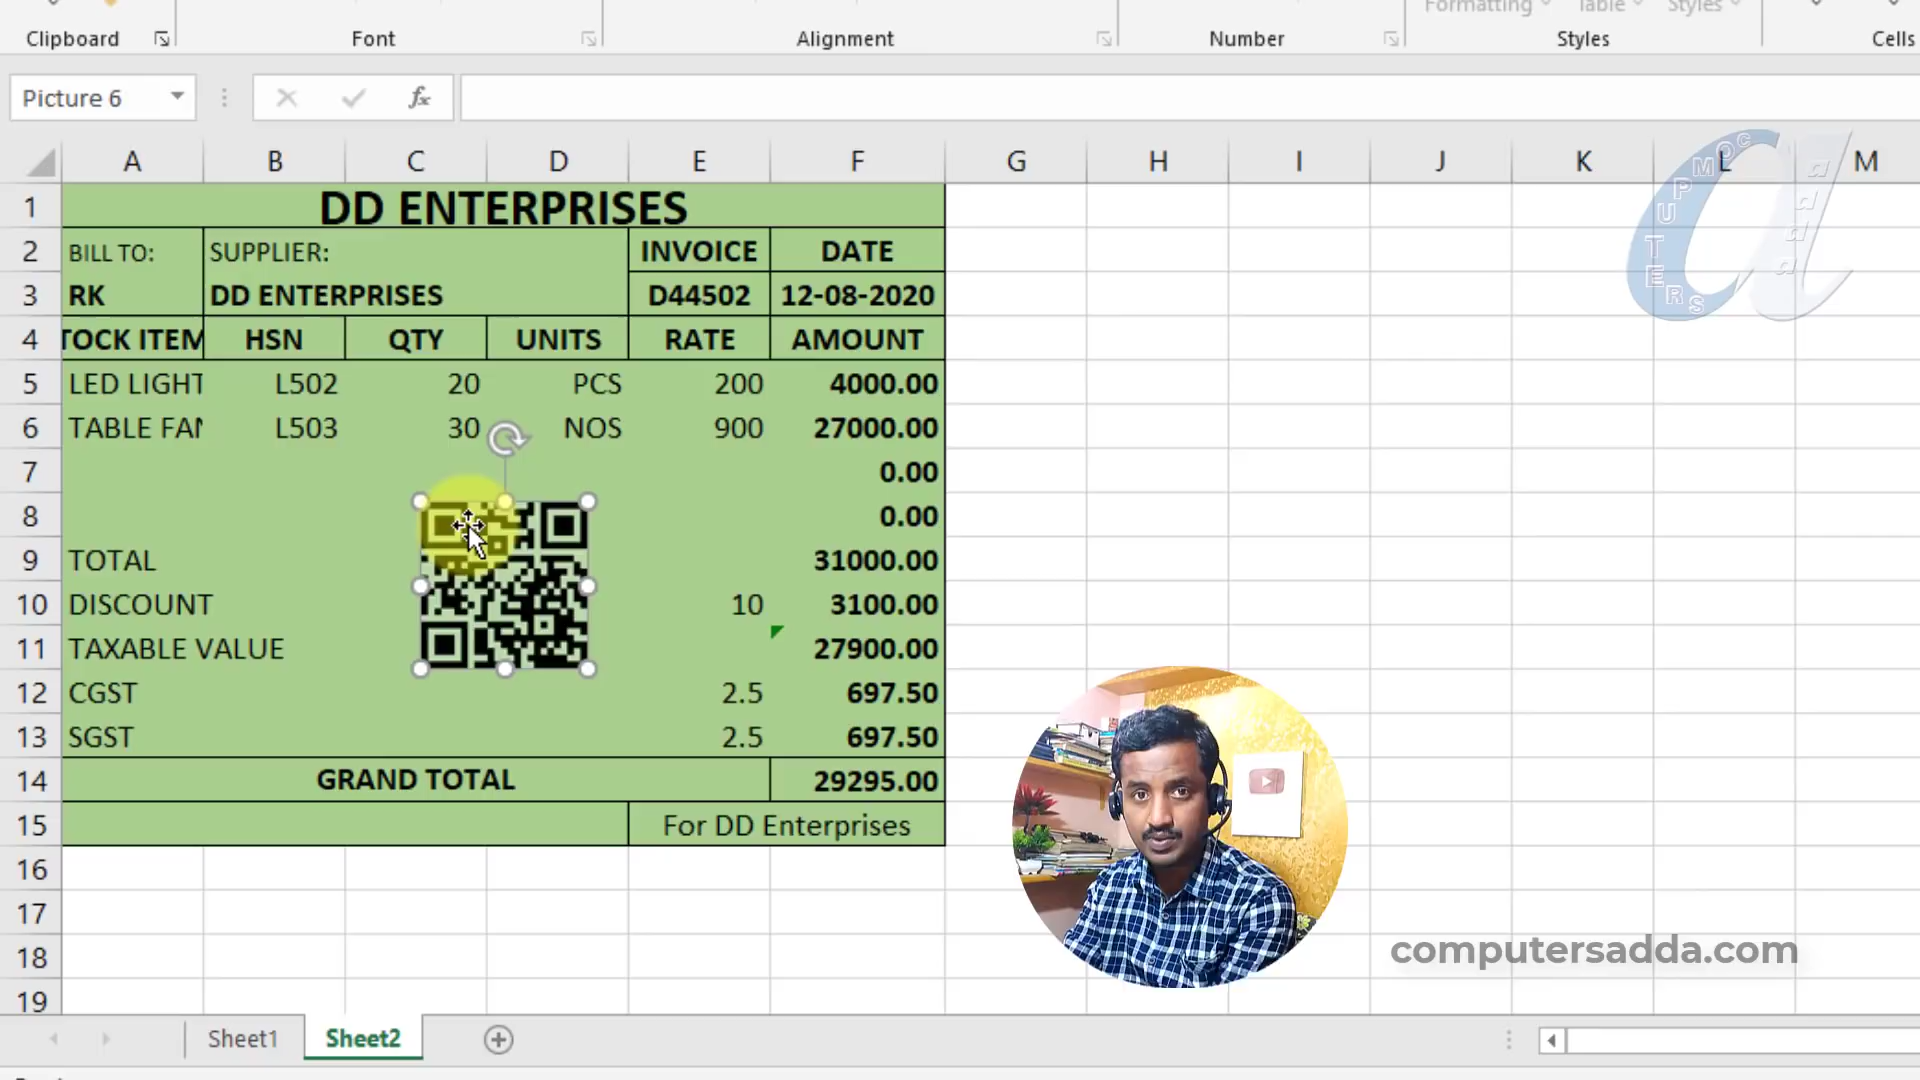 Formatting Table Styles
Clipboard Font Alignment Number Styles Cells
Picture 6 fx
A B C D E F G H I J K L M
1 DD ENTERPRISES
2 BILL TO: SUPPLIER: INVOICE DATE
3 RK DD ENTERPRISES D44502 12-08-2020
4 TOCK ITEM HSN QTY UNITS RATE AMOUNT
5 LED LIGHT L502 20 PCS 200 4000.00
6 TABLE FAN L503 30 NOS 900 27000.00
7 0.00
8 0.00
9 TOTAL 31000.00
10 DISCOUNT 10 3100.00
11 TAXABLE VALUE 27900.00
12 CGST 2.5 697.50
13 SGST 2.5 697.50
14 GRAND TOTAL 29295.00
15 For DD Enterprises
16
17
18
19
COMPUTERS
adda
computersadda.com
Sheet1 Sheet2